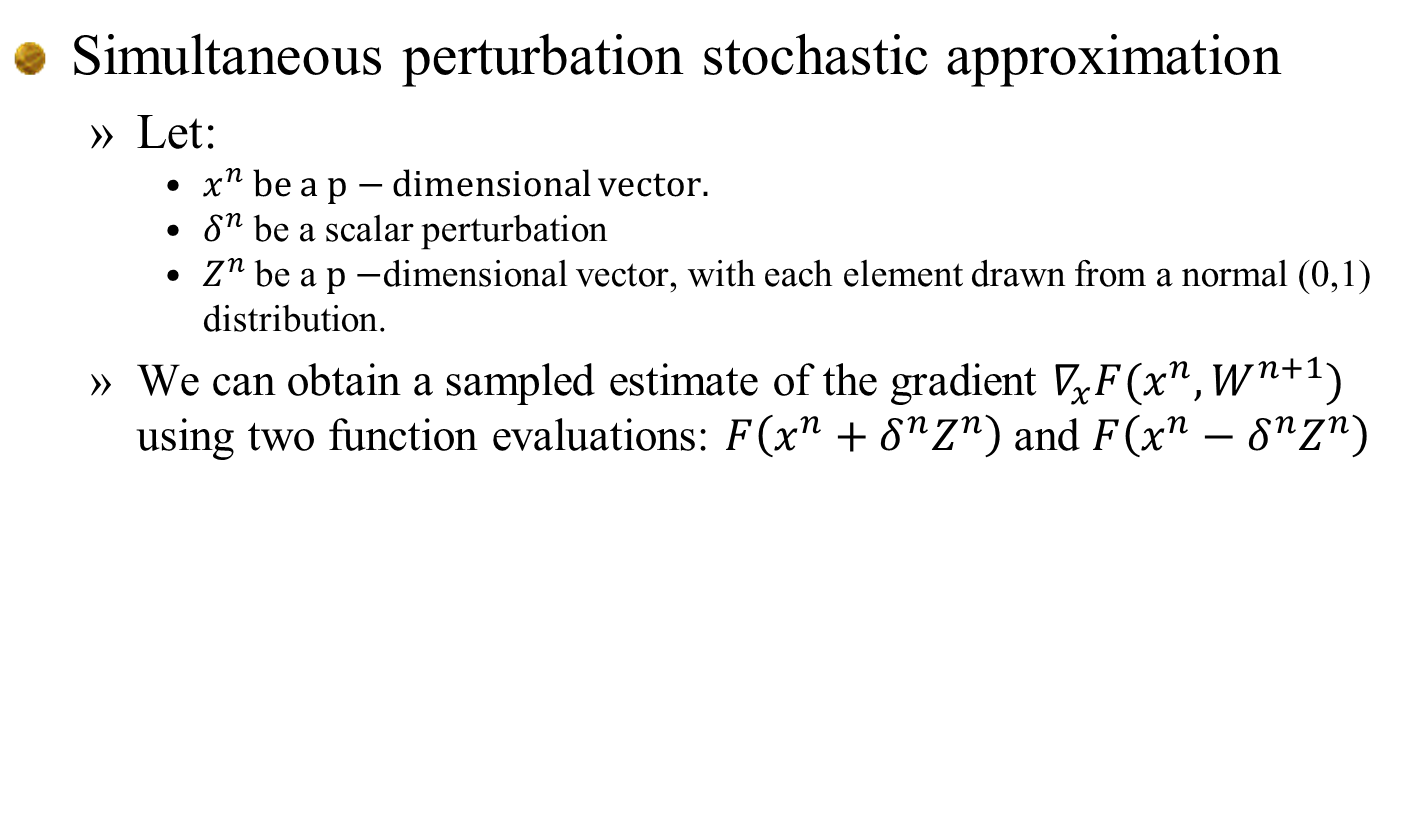 Simultaneous perturbation stochastic approximation
» Let:
• xⁿ be a p − dimensional vector.
• δⁿ be a scalar perturbation
• Zⁿ be a p −dimensional vector, with each element drawn from a normal (0,1)
distribution.
» We can obtain a sampled estimate of the gradient ∇ₓF(xⁿ, Wⁿ⁺¹)
using two function evaluations: F(xⁿ + δⁿZⁿ) and F(xⁿ − δⁿZⁿ)